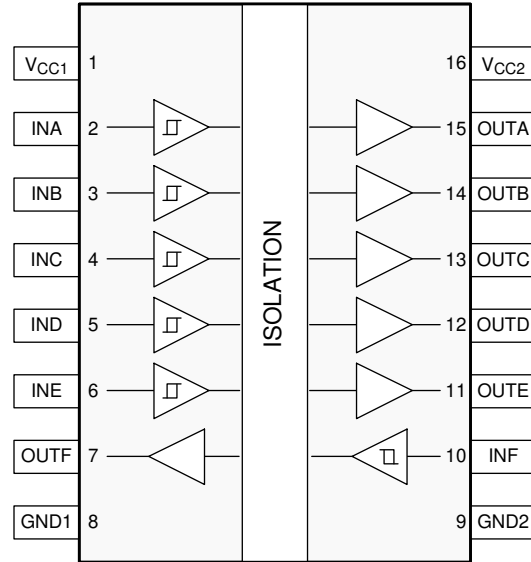 VCC1 1 16 VCC2
INA 2 15 OUTA
INB 3 14 OUTB
INC 4 13 OUTC
IND 5 12 OUTD
INE 6 11 OUTE
OUTF 7 10 INF
GND1 8 9 GND2
ISOLATION